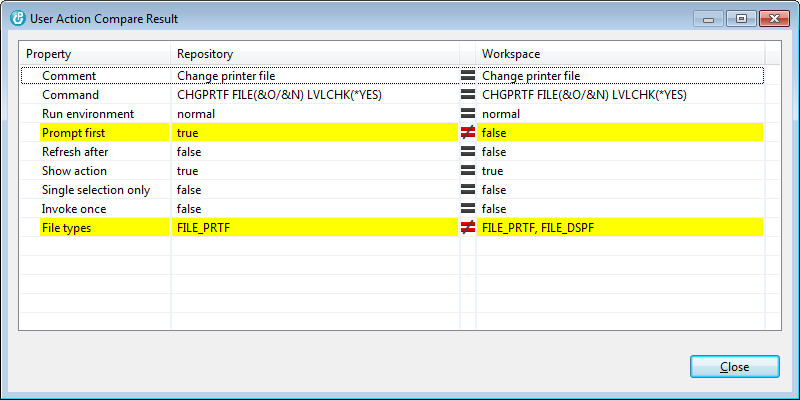 User Action Compare Result
Property Repository Workspace
Comment Change printer file Change printer file
Command CHGPRTF FILE(&O/&N) LVLCHK(*YES) CHGPRTF FILE(&O/&N) LVLCHK(*YES)
Run environment normal normal
Prompt first true false
Refresh after false false
Show action true true
Single selection only false false
Invoke once false false
File types FILE_PRTF FILE_PRTF, FILE_DSPF
Close